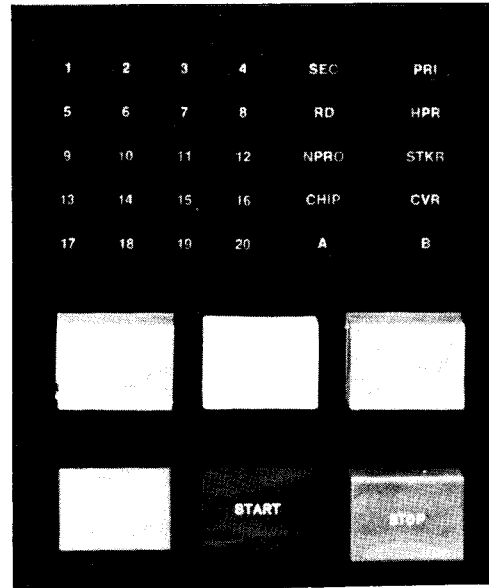 1 2 3 4 SEC PRI
5 6 7 8 RD HPR
9 10 11 12 NPRO STKR
13 14 15 16 CHIP CVR
17 18 19 20 A B
START STOP